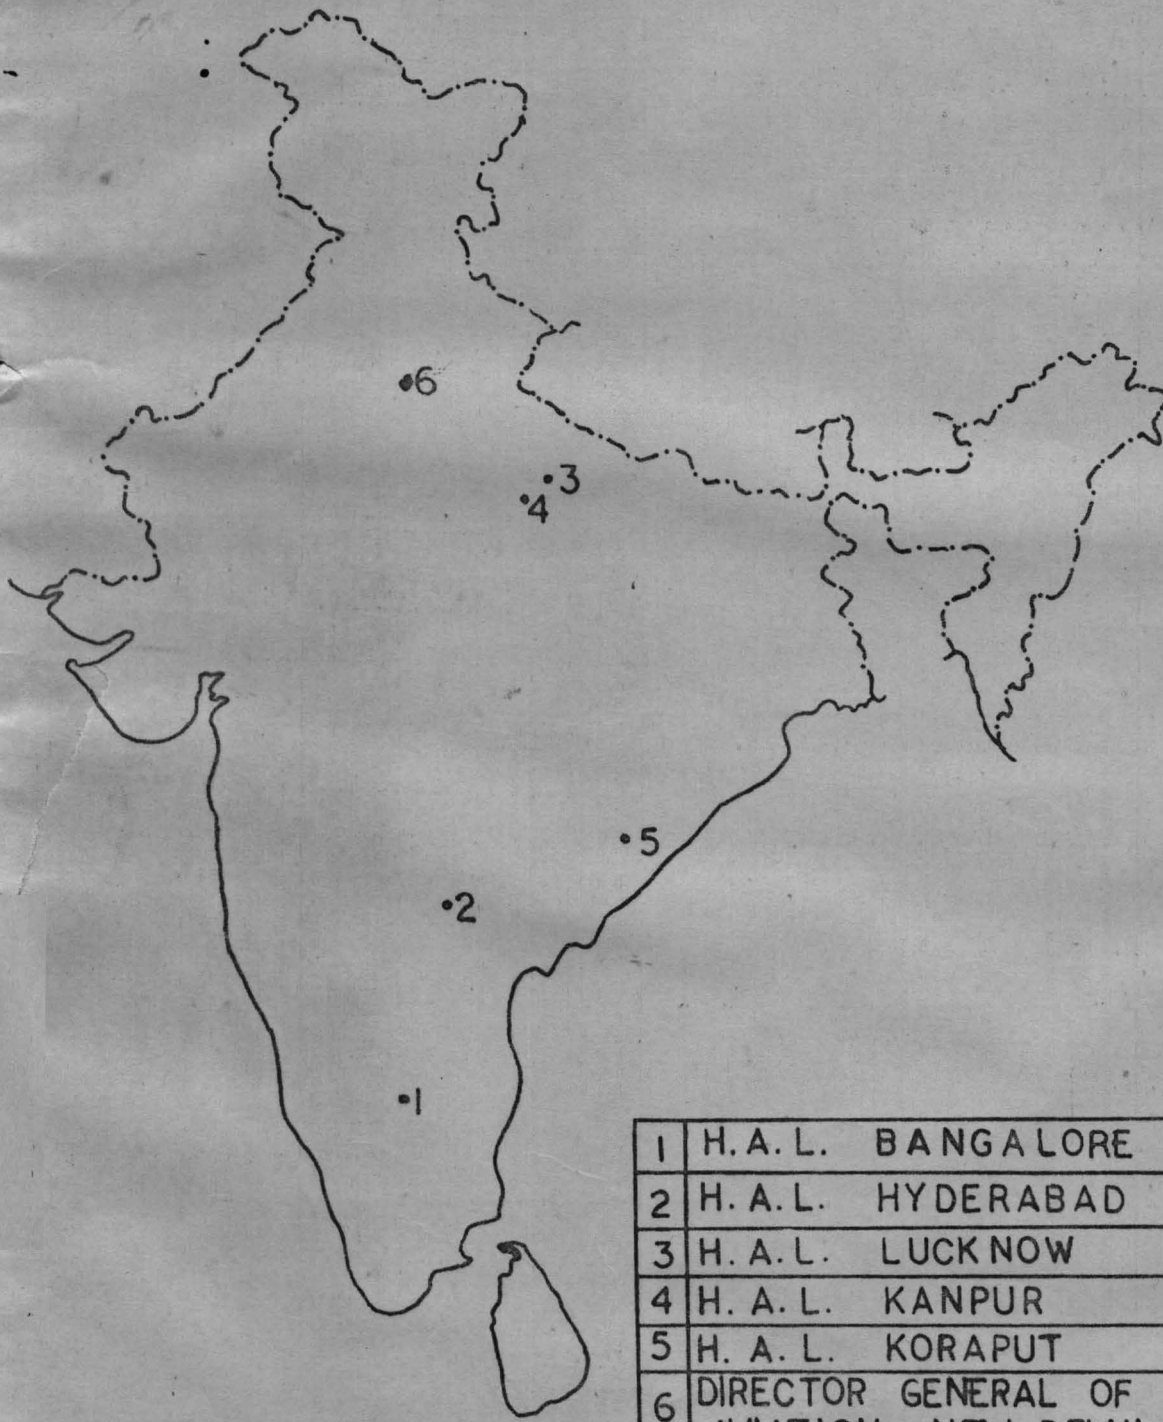 6
3
4
5
2
1
1 H.A.L. BANGALORE
2 H.A.L. HYDERABAD
3 H.A.L. LUCKNOW
4 H.A.L. KANPUR
5 H.A.L. KORAPUT
6 DIRECTOR GENERAL OF